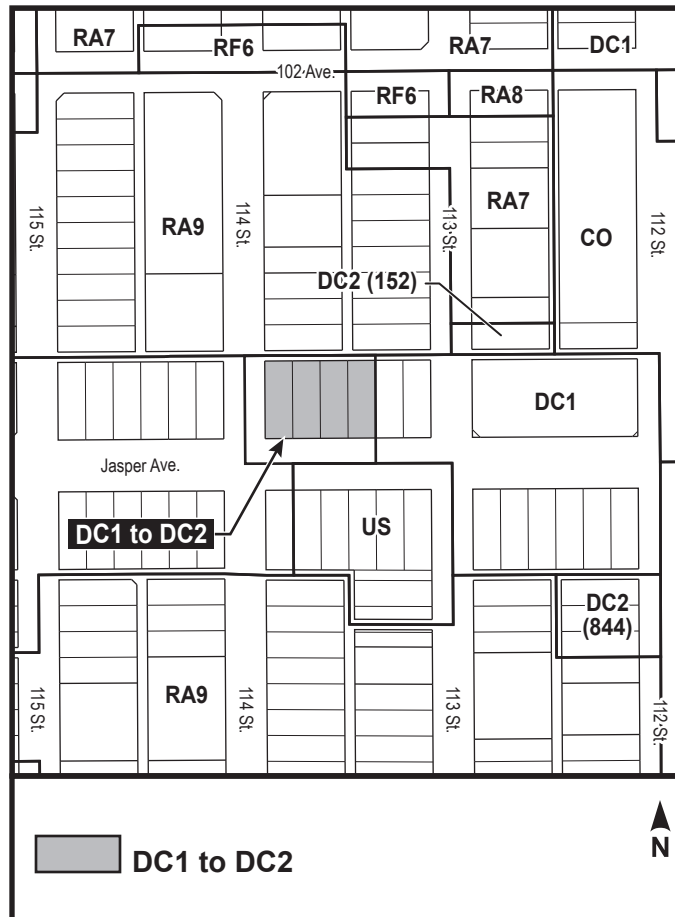 RA7
RF6
RA7
DC1
102 Ave.
RF6
RA8
115 St.
RA9
114 St.
113 St.
RA7
CO
112 St.
DC2 (152)
DC1
Jasper Ave.
DC1 to DC2
US
DC2
(844)
115 St.
RA9
114 St.
113 St.
112 St.
DC1 to DC2
N